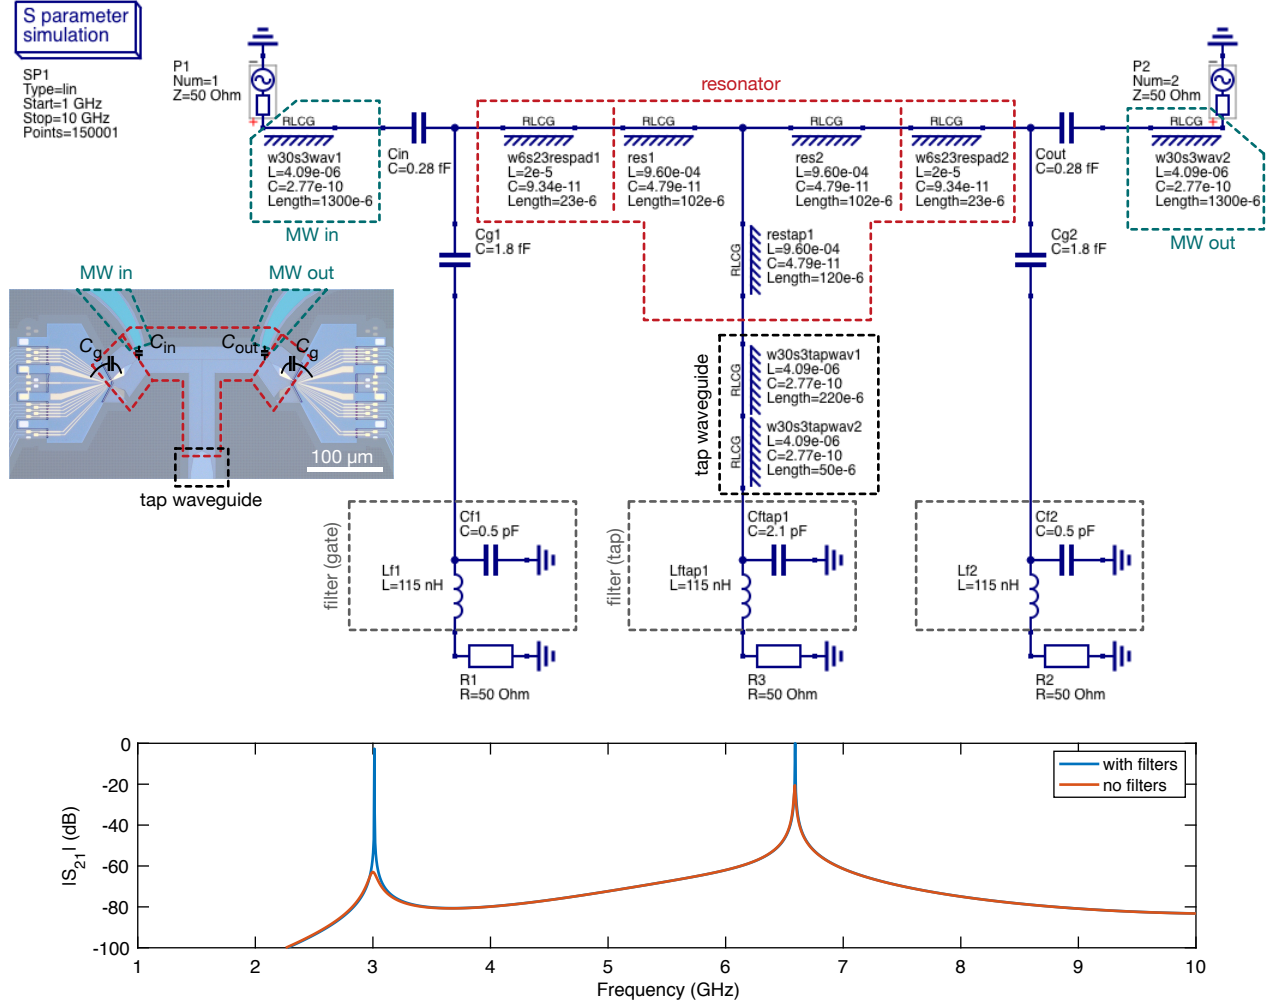 S parameter
simulation
SP1
Type=lin
Start=1 GHz
Stop=10 GHz
Points=150001
P1
Num=1
Z=50 Ohm
RLCG
w30s3wav1
L=4.09e-06
C=2.77e-10
Length=1300e-6
MW in
Cin
C=0.28 fF
resonator
RLCG
w6s23respad1
L=2e-5
C=9.34e-11
Length=23e-6
RLCG
res1
L=9.60e-04
C=4.79e-11
Length=102e-6
RLCG
res2
L=9.60e-04
C=4.79e-11
Length=102e-6
RLCG
w6s23respad2
L=2e-5
C=9.34e-11
Length=23e-6
Cout
C=0.28 fF
P2
Num=2
Z=50 Ohm
RLCG
w30s3wav2
L=4.09e-06
C=2.77e-10
Length=1300e-6
MW out
Cg1
C=1.8 fF
RLCG
restap1
L=9.60e-04
C=4.79e-11
Length=120e-6
Cg2
C=1.8 fF
MW in
MW out
Cg
Cin
Cout
Cg
100 µm
tap waveguide
tap waveguide
RLCG
w30s3tapwav1
L=4.09e-06
C=2.77e-10
Length=220e-6
RLCG
w30s3tapwav2
L=4.09e-06
C=2.77e-10
Length=50e-6
filter (gate)
Cf1
C=0.5 pF
Lf1
L=115 nH
R1
R=50 Ohm
filter (tap)
Cftap1
C=2.1 pF
Lftap1
L=115 nH
R3
R=50 Ohm
Cf2
C=0.5 pF
Lf2
L=115 nH
R2
R=50 Ohm
|S21| (dB)
0
-20
-40
-60
-80
-100
with filters
no filters
1 2 3 4 5 6 7 8 9 10
Frequency (GHz)